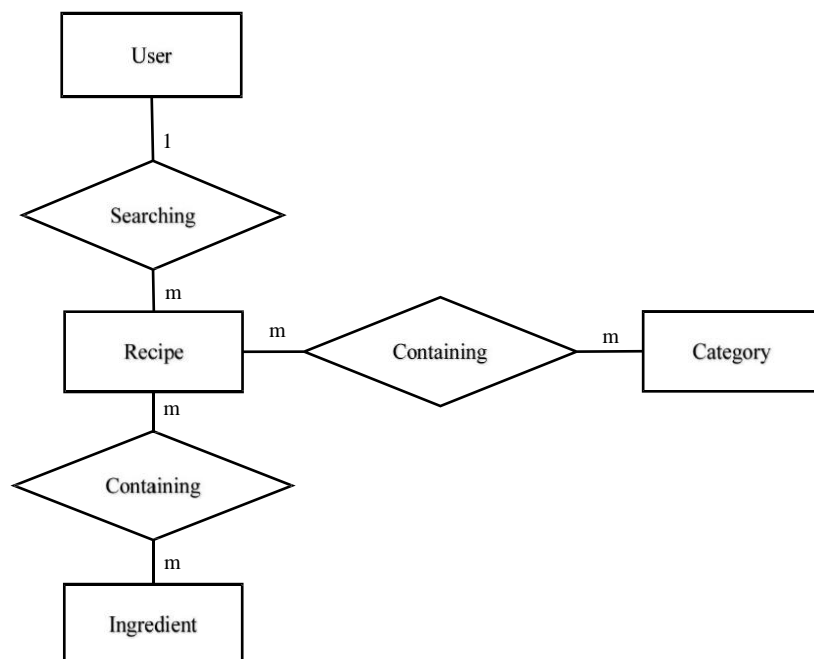 User
1
Searching
m
Recipe
m
Containing
m
Category
m
Containing
m
Ingredient